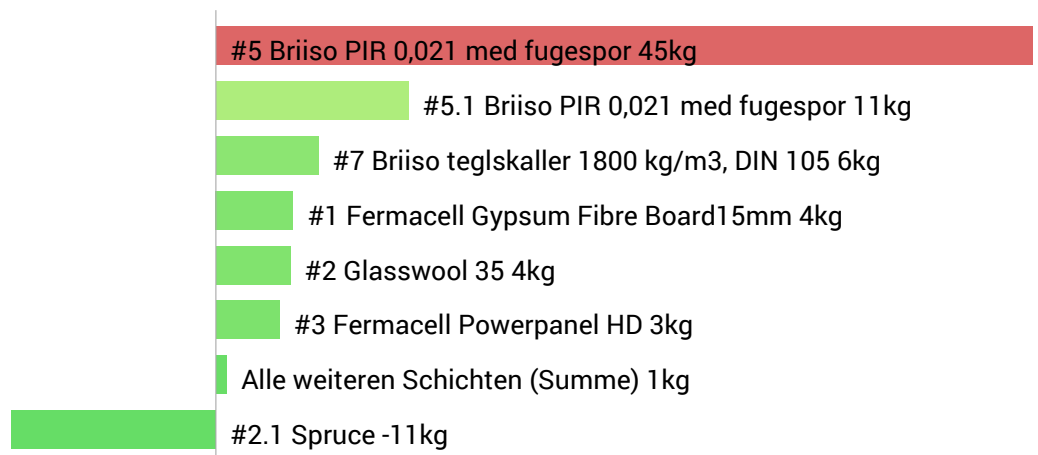 #5 Briiso PIR 0,021 med fugespor 45kg
#5.1 Briiso PIR 0,021 med fugespor 11kg
#7 Briiso teglskaller 1800 kg/m3, DIN 105 6kg
#1 Fermacell Gypsum Fibre Board15mm 4kg
#2 Glasswool 35 4kg
#3 Fermacell Powerpanel HD 3kg
Alle weiteren Schichten (Summe) 1kg
#2.1 Spruce -11kg